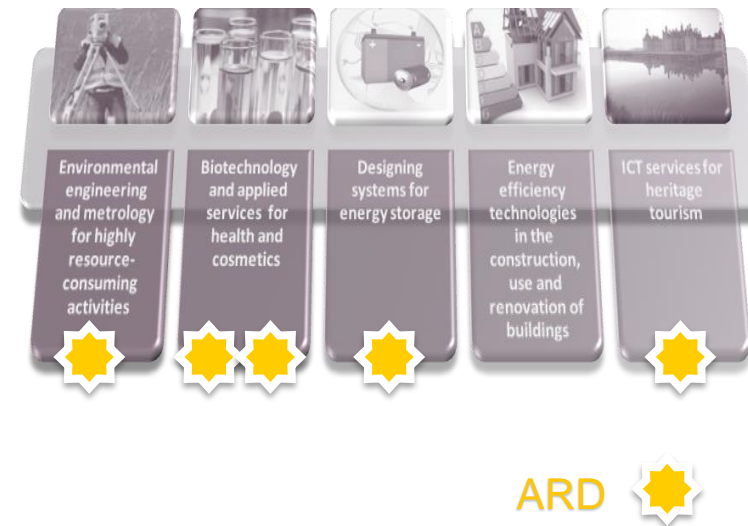 Environmental
engineering
and metrology
for highly
resource-
consuming
activities
Biotechnology
and applied
services for
health and
cosmetics
Designing
systems for
energy storage
Energy
efficiency
technologies
in the
construction,
use and
renovation of
buildings
ICT services for
heritage
tourism
ARD